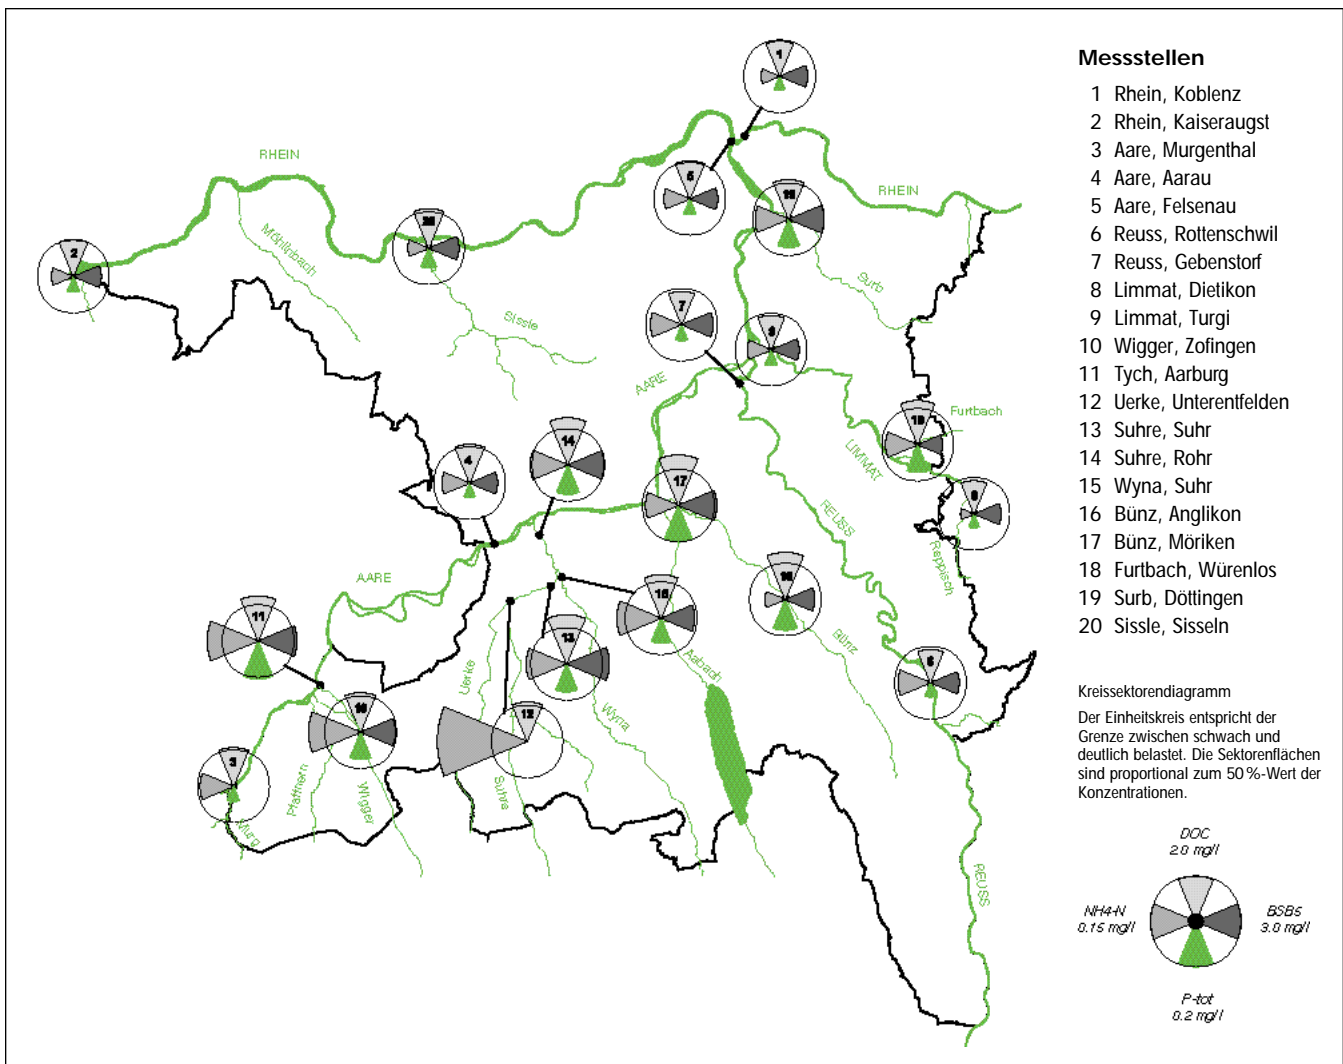 Messstellen
1 Rhein, Koblenz
2 Rhein, Kaiseraugst
3 Aare, Murgenthal
4 Aare, Aarau
5 Aare, Felsenau
6 Reuss, Rottenschwil
7 Reuss, Gebenstorf
8 Limmat, Dietikon
9 Limmat, Turgi
10 Wigger, Zofingen
11 Tych, Aarburg
12 Uerke, Unterentfelden
13 Suhre, Suhr
14 Suhre, Rohr
15 Wyna, Suhr
16 Bünz, Anglikon
17 Bünz, Möriken
18 Furtbach, Würenlos
19 Surb, Döttingen
20 Sissle, Sisseln
Kreissektorendiagramm
Der Einheitskreis entspricht der
Grenze zwischen schwach und
deutlich belastet. Die Sektorenflächen
sind proportional zum 50%-Wert der
Konzentrationen.
DOC
2.0 mg/l
NH4-N
0.15 mg/l
BSB5
3.0 mg/l
P-tot
0.2 mg/l
1
RHEIN
5
19
RHEIN
2
20
Möhlinbach
Surb
Sissle
7
9
AARE
Furtbach
18
14
4
LIMMAT
17
8
REUSS
Reppisch
AARE
16
15
11
13
Bünz
Aabach
Uerke
6
10
12
Wyna
3
Pfaffnern
Wigger
Suhre
Murg
REUSS